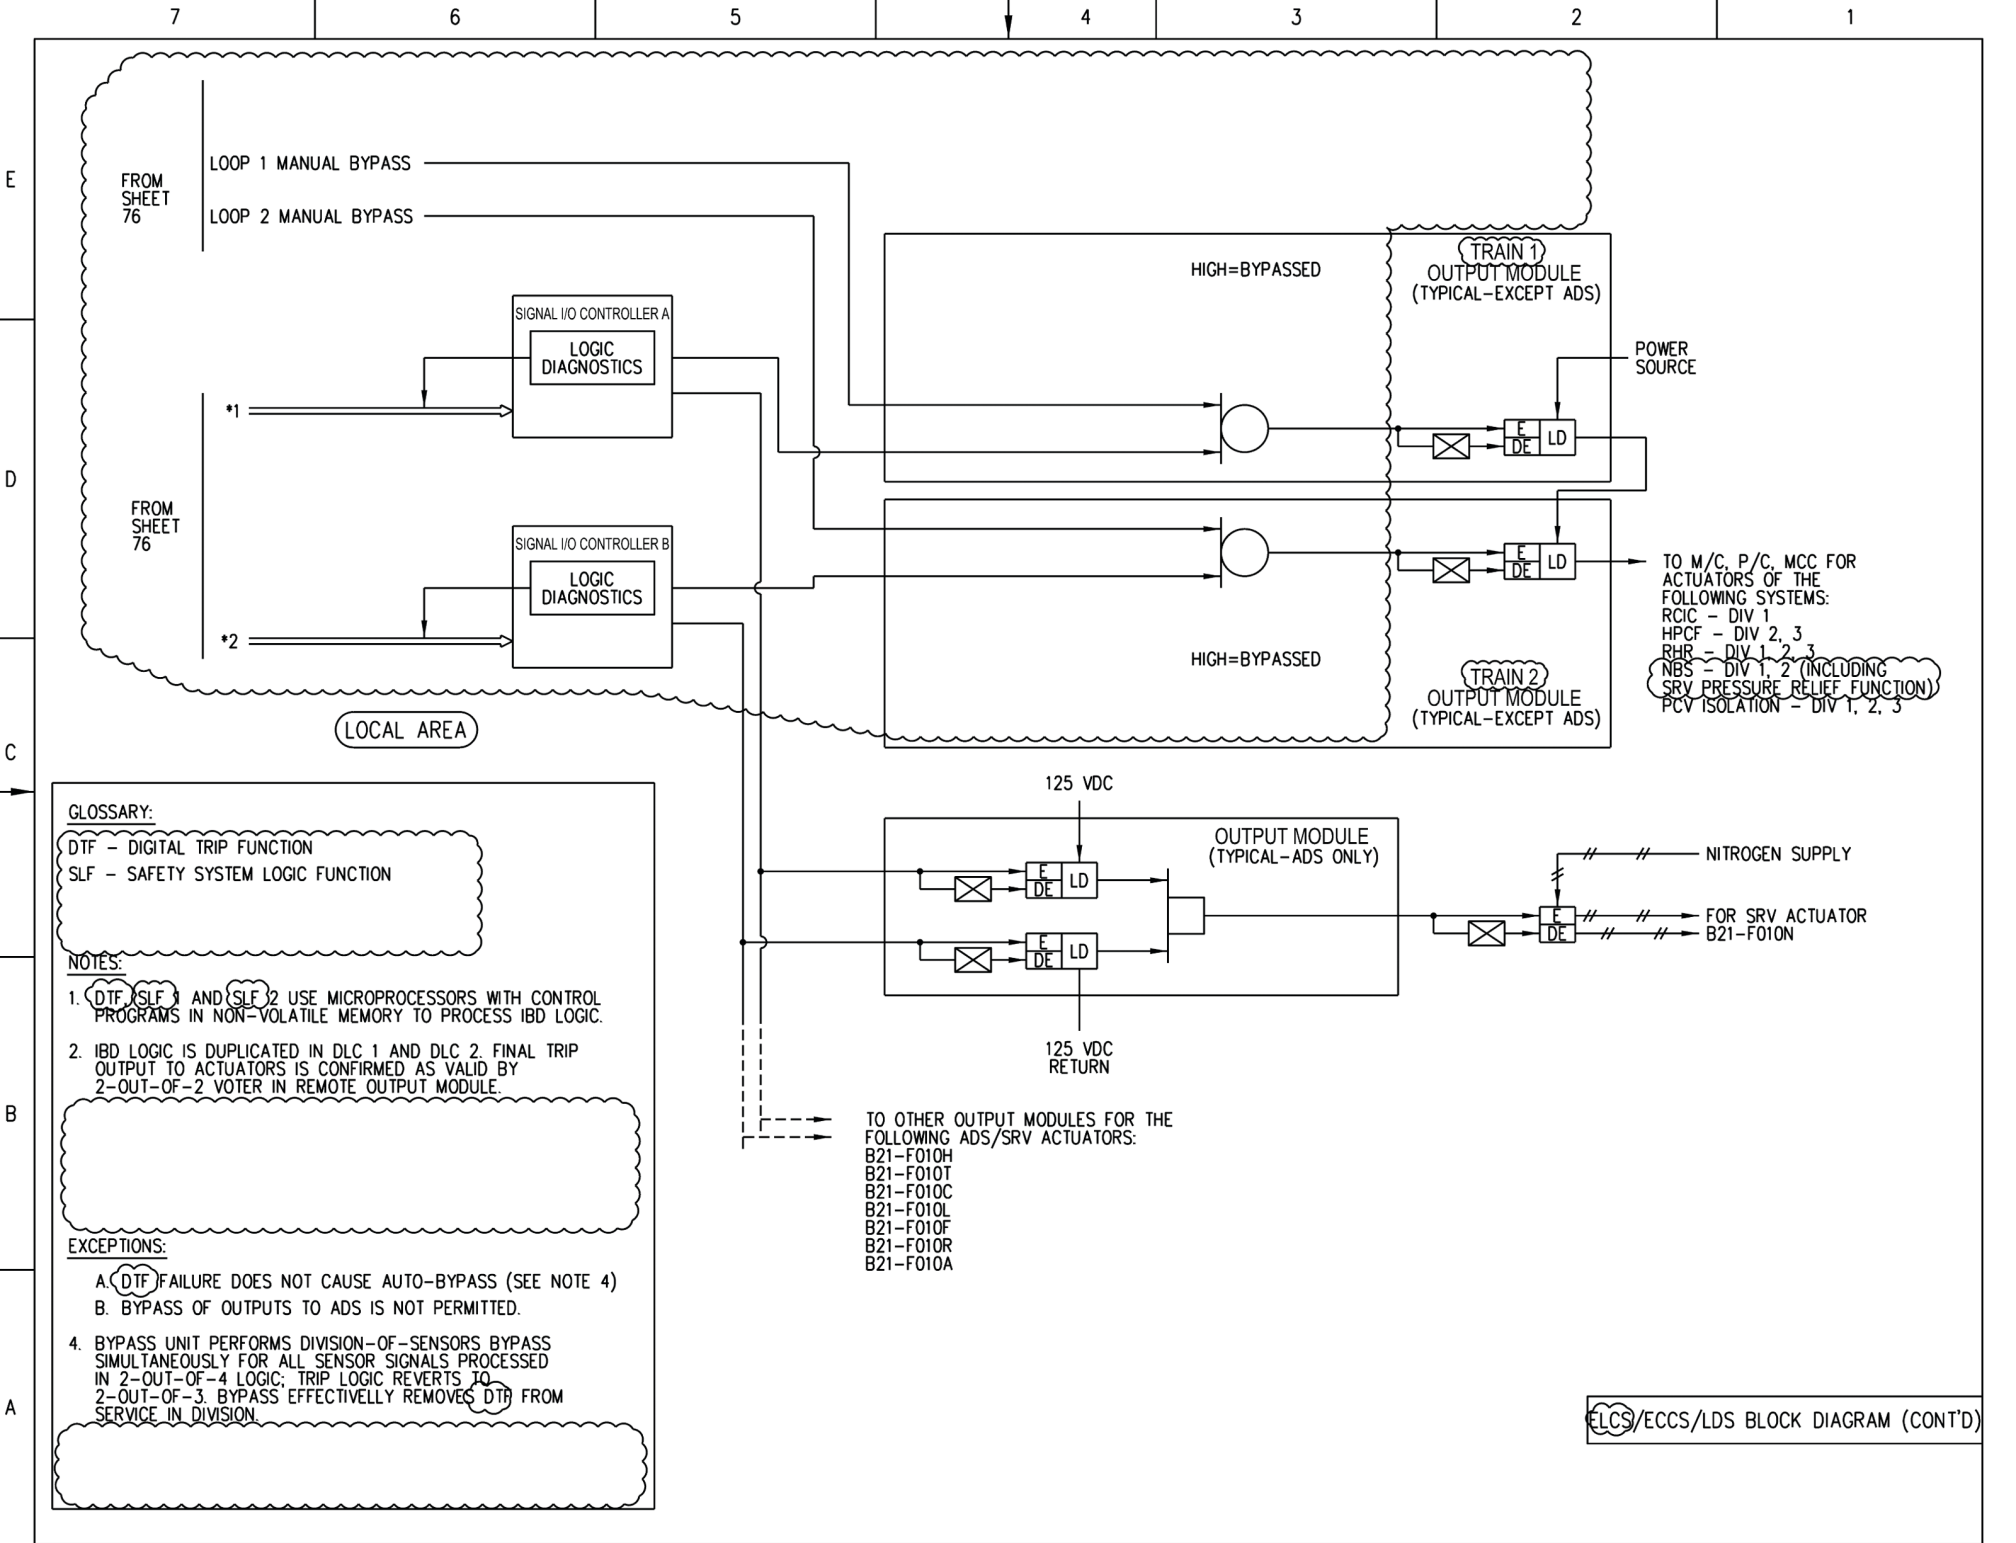 7 6 5 4 3 2 1
E
D
C
B
A
FROM
SHEET
76
LOOP 1 MANUAL BYPASS
LOOP 2 MANUAL BYPASS
SIGNAL I/O CONTROLLER A
LOGIC
DIAGNOSTICS
*1
FROM
SHEET
76
SIGNAL I/O CONTROLLER B
LOGIC
DIAGNOSTICS
*2
LOCAL AREA
HIGH=BYPASSED
TRAIN 1
OUTPUT MODULE
(TYPICAL-EXCEPT ADS)
POWER
SOURCE
E
DE
LD
E
DE
LD
HIGH=BYPASSED
TRAIN 2
OUTPUT MODULE
(TYPICAL-EXCEPT ADS)
TO M/C, P/C, MCC FOR
ACTUATORS OF THE
FOLLOWING SYSTEMS:
RCIC - DIV 1
HPCF - DIV 2, 3
RHR - DIV 1, 2, 3
NBS - DIV 1, 2 (INCLUDING
SRV PRESSURE RELIEF FUNCTION)
PCV ISOLATION - DIV 1, 2, 3
125 VDC
OUTPUT MODULE
(TYPICAL-ADS ONLY)
E
DE
LD
E
DE
LD
125 VDC
RETURN
NITROGEN SUPPLY
E
DE
FOR SRV ACTUATOR
B21-F010N
TO OTHER OUTPUT MODULES FOR THE
FOLLOWING ADS/SRV ACTUATORS:
B21-F010H
B21-F010T
B21-F010C
B21-F010L
B21-F010F
B21-F010R
B21-F010A
GLOSSARY:
DTF - DIGITAL TRIP FUNCTION
SLF - SAFETY SYSTEM LOGIC FUNCTION
NOTES:
1. DTF, SLF 1 AND SLF 2 USE MICROPROCESSORS WITH CONTROL
PROGRAMS IN NON-VOLATILE MEMORY TO PROCESS IBD LOGIC.
2. IBD LOGIC IS DUPLICATED IN DLC 1 AND DLC 2. FINAL TRIP
OUTPUT TO ACTUATORS IS CONFIRMED AS VALID BY
2-OUT-OF-2 VOTER IN REMOTE OUTPUT MODULE.
EXCEPTIONS:
A. DTF FAILURE DOES NOT CAUSE AUTO-BYPASS (SEE NOTE 4)
B. BYPASS OF OUTPUTS TO ADS IS NOT PERMITTED.
4. BYPASS UNIT PERFORMS DIVISION-OF-SENSORS BYPASS
SIMULTANEOUSLY FOR ALL SENSOR SIGNALS PROCESSED
IN 2-OUT-OF-4 LOGIC; TRIP LOGIC REVERTS TO
2-OUT-OF-3. BYPASS EFFECTIVELLY REMOVES DTF FROM
SERVICE IN DIVISION.
ELCS/ECCS/LDS BLOCK DIAGRAM (CONT'D)